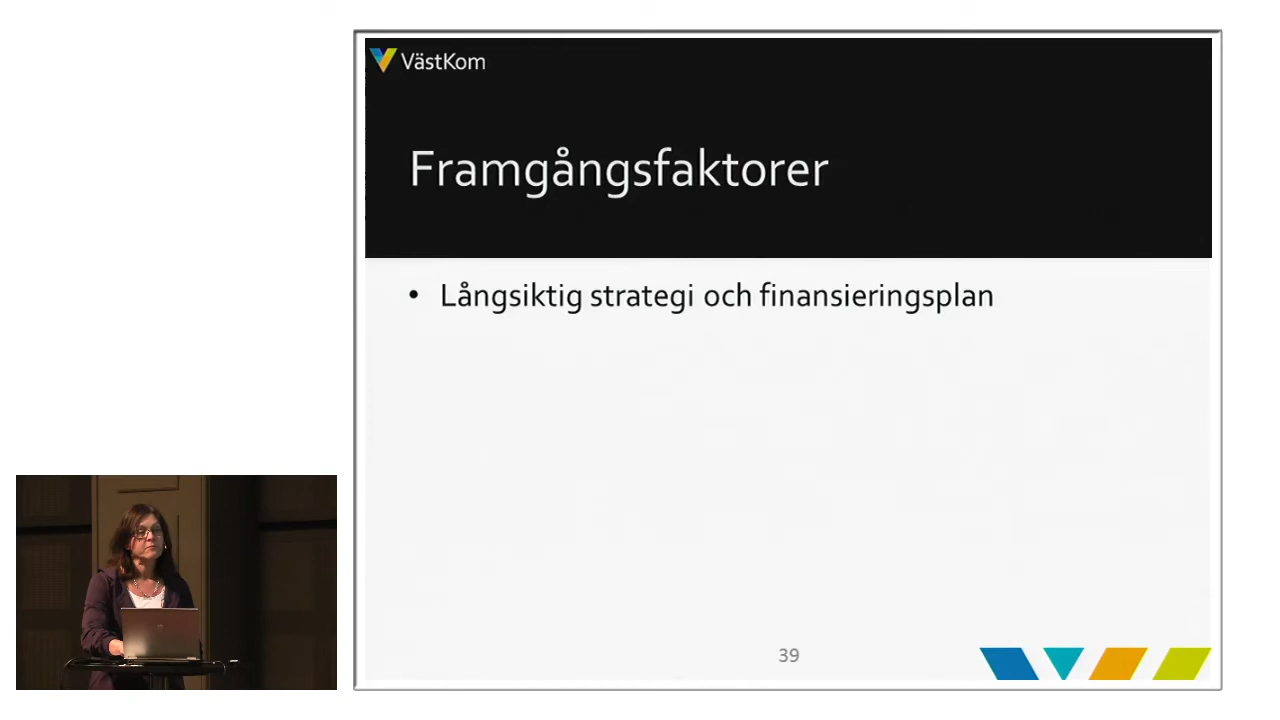 VästKom
Framgångsfaktorer
• Långsiktig strategi och finansieringsplan
39